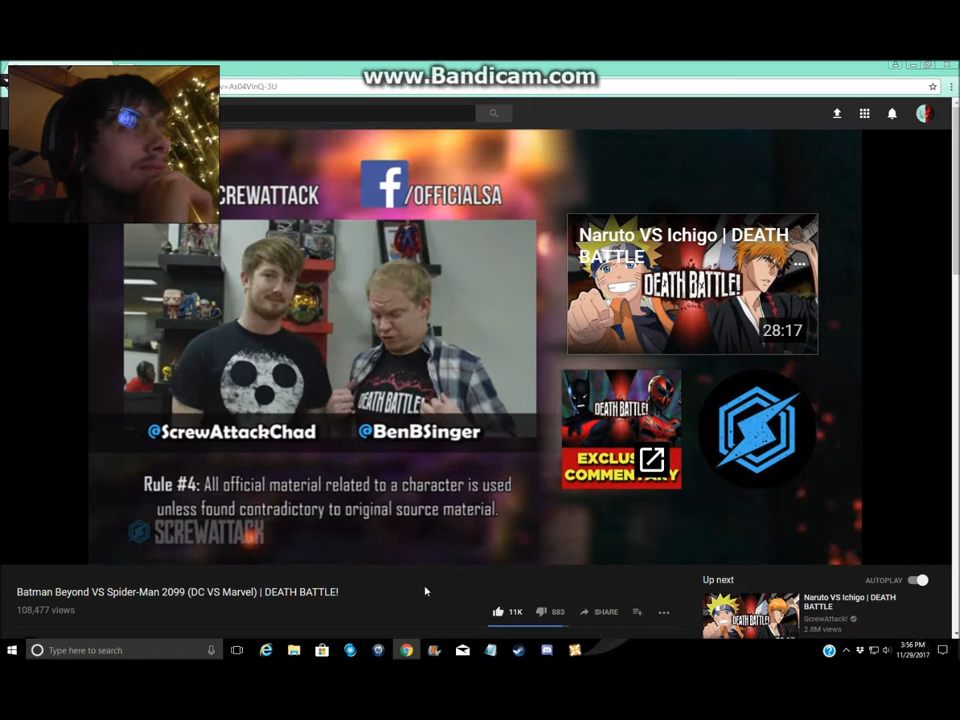 www.Bandicam.com
v=As04VinQ-3U
CREWATTACK
f/OFFICIALSA
Naruto VS Ichigo | DEATH
BATTLE
DEATH BATTLE!
28:17
DEATH BATTLE!
@ScrewAttackChad @BenBSinger
DEATH BATTLE!
EXCLUS
COMMENTARY
Rule #4: All official material related to a character is used
unless found contradictory to original source material.
SCREWATTACK
Batman Beyond VS Spider-Man 2099 (DC VS Marvel) | DEATH BATTLE!
108,477 views
11K 883 SHARE
Up next AUTOPLAY
Naruto VS Ichigo | DEATH
BATTLE
ScrewAttack!
2.8M views
Type here to search
3:56 PM
11/29/2017